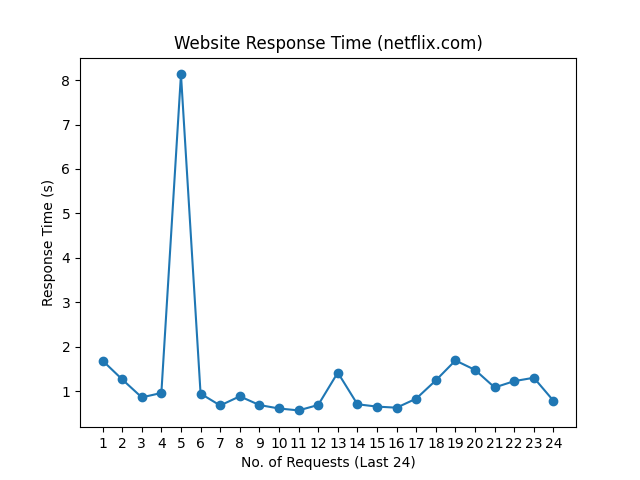 Website Response Time (netflix.com)
Response Time (s)
8
7
6
5
4
3
2
1
1 2 3 4 5 6 7 8 9 10 11 12 13 14 15 16 17 18 19 20 21 22 23 24
No. of Requests (Last 24)